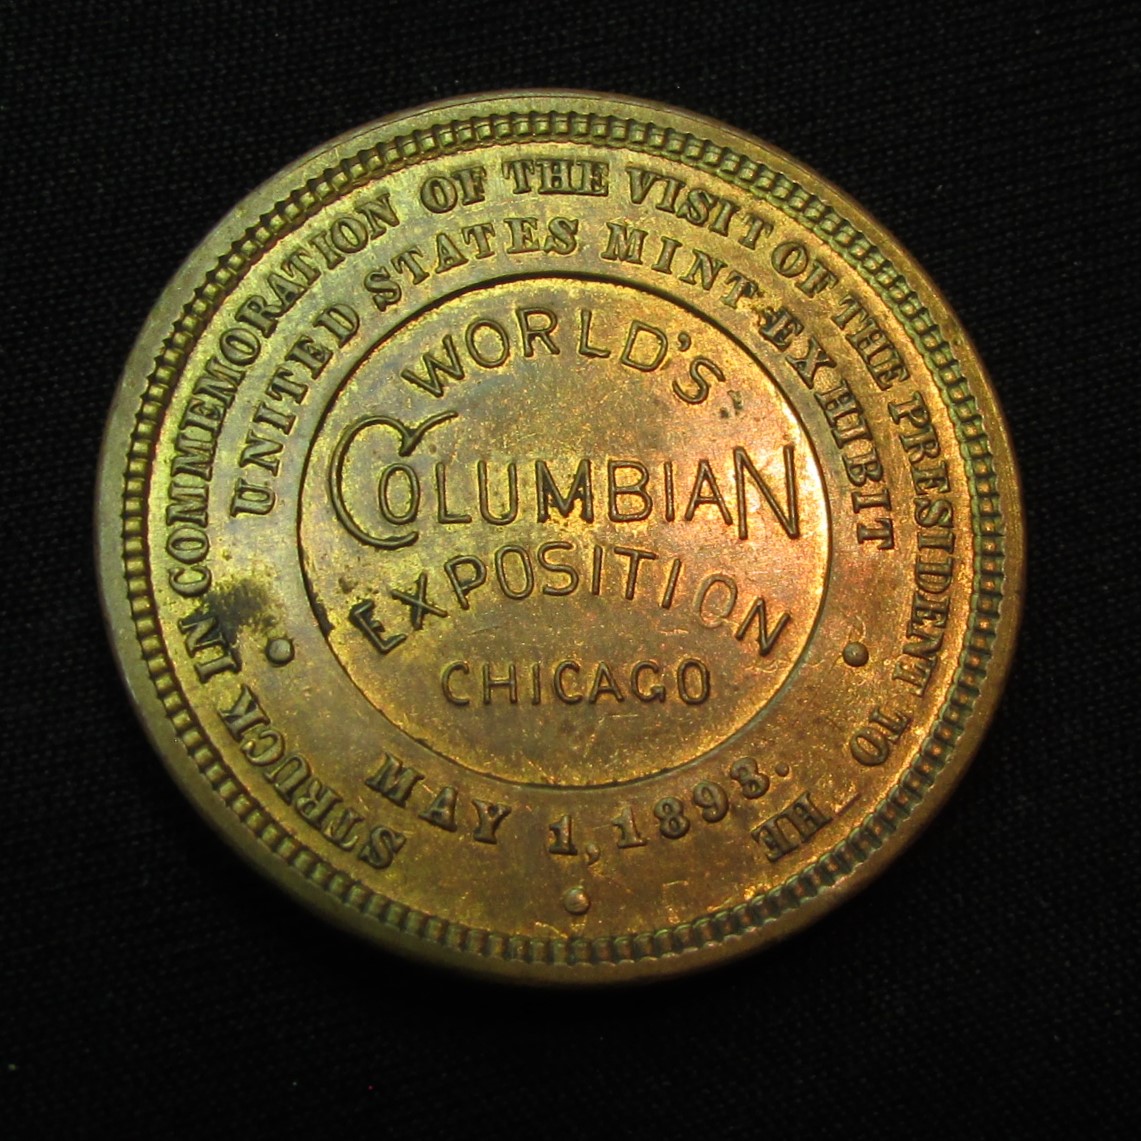 STRUCK IN COMMEMORATION OF THE VISIT OF THE PRESIDENT TO HE
UNITED STATES MINT EXHIBIT
MAY 1, 1893.
WORLD'S
COLUMBIAN
EXPOSITION
CHICAGO